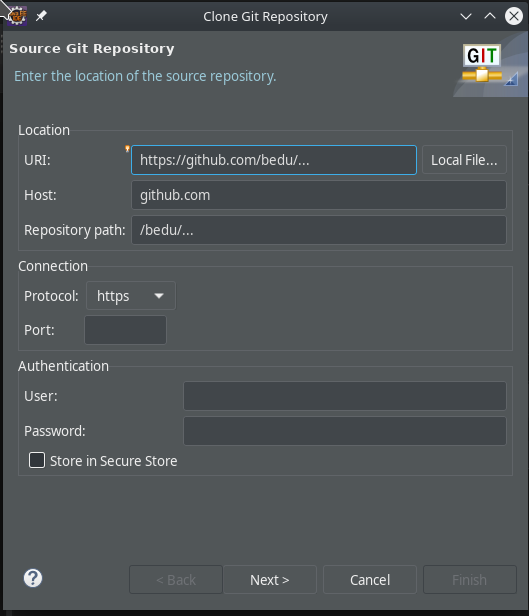 Clone Git Repository
Source Git Repository
Enter the location of the source repository.
GIT
Location
URI: https://github.com/bedu/... Local File...
Host: github.com
Repository path: /bedu/...
Connection
Protocol: https
Port:
Authentication
User:
Password:
Store in Secure Store
? < Back Next > Cancel Finish